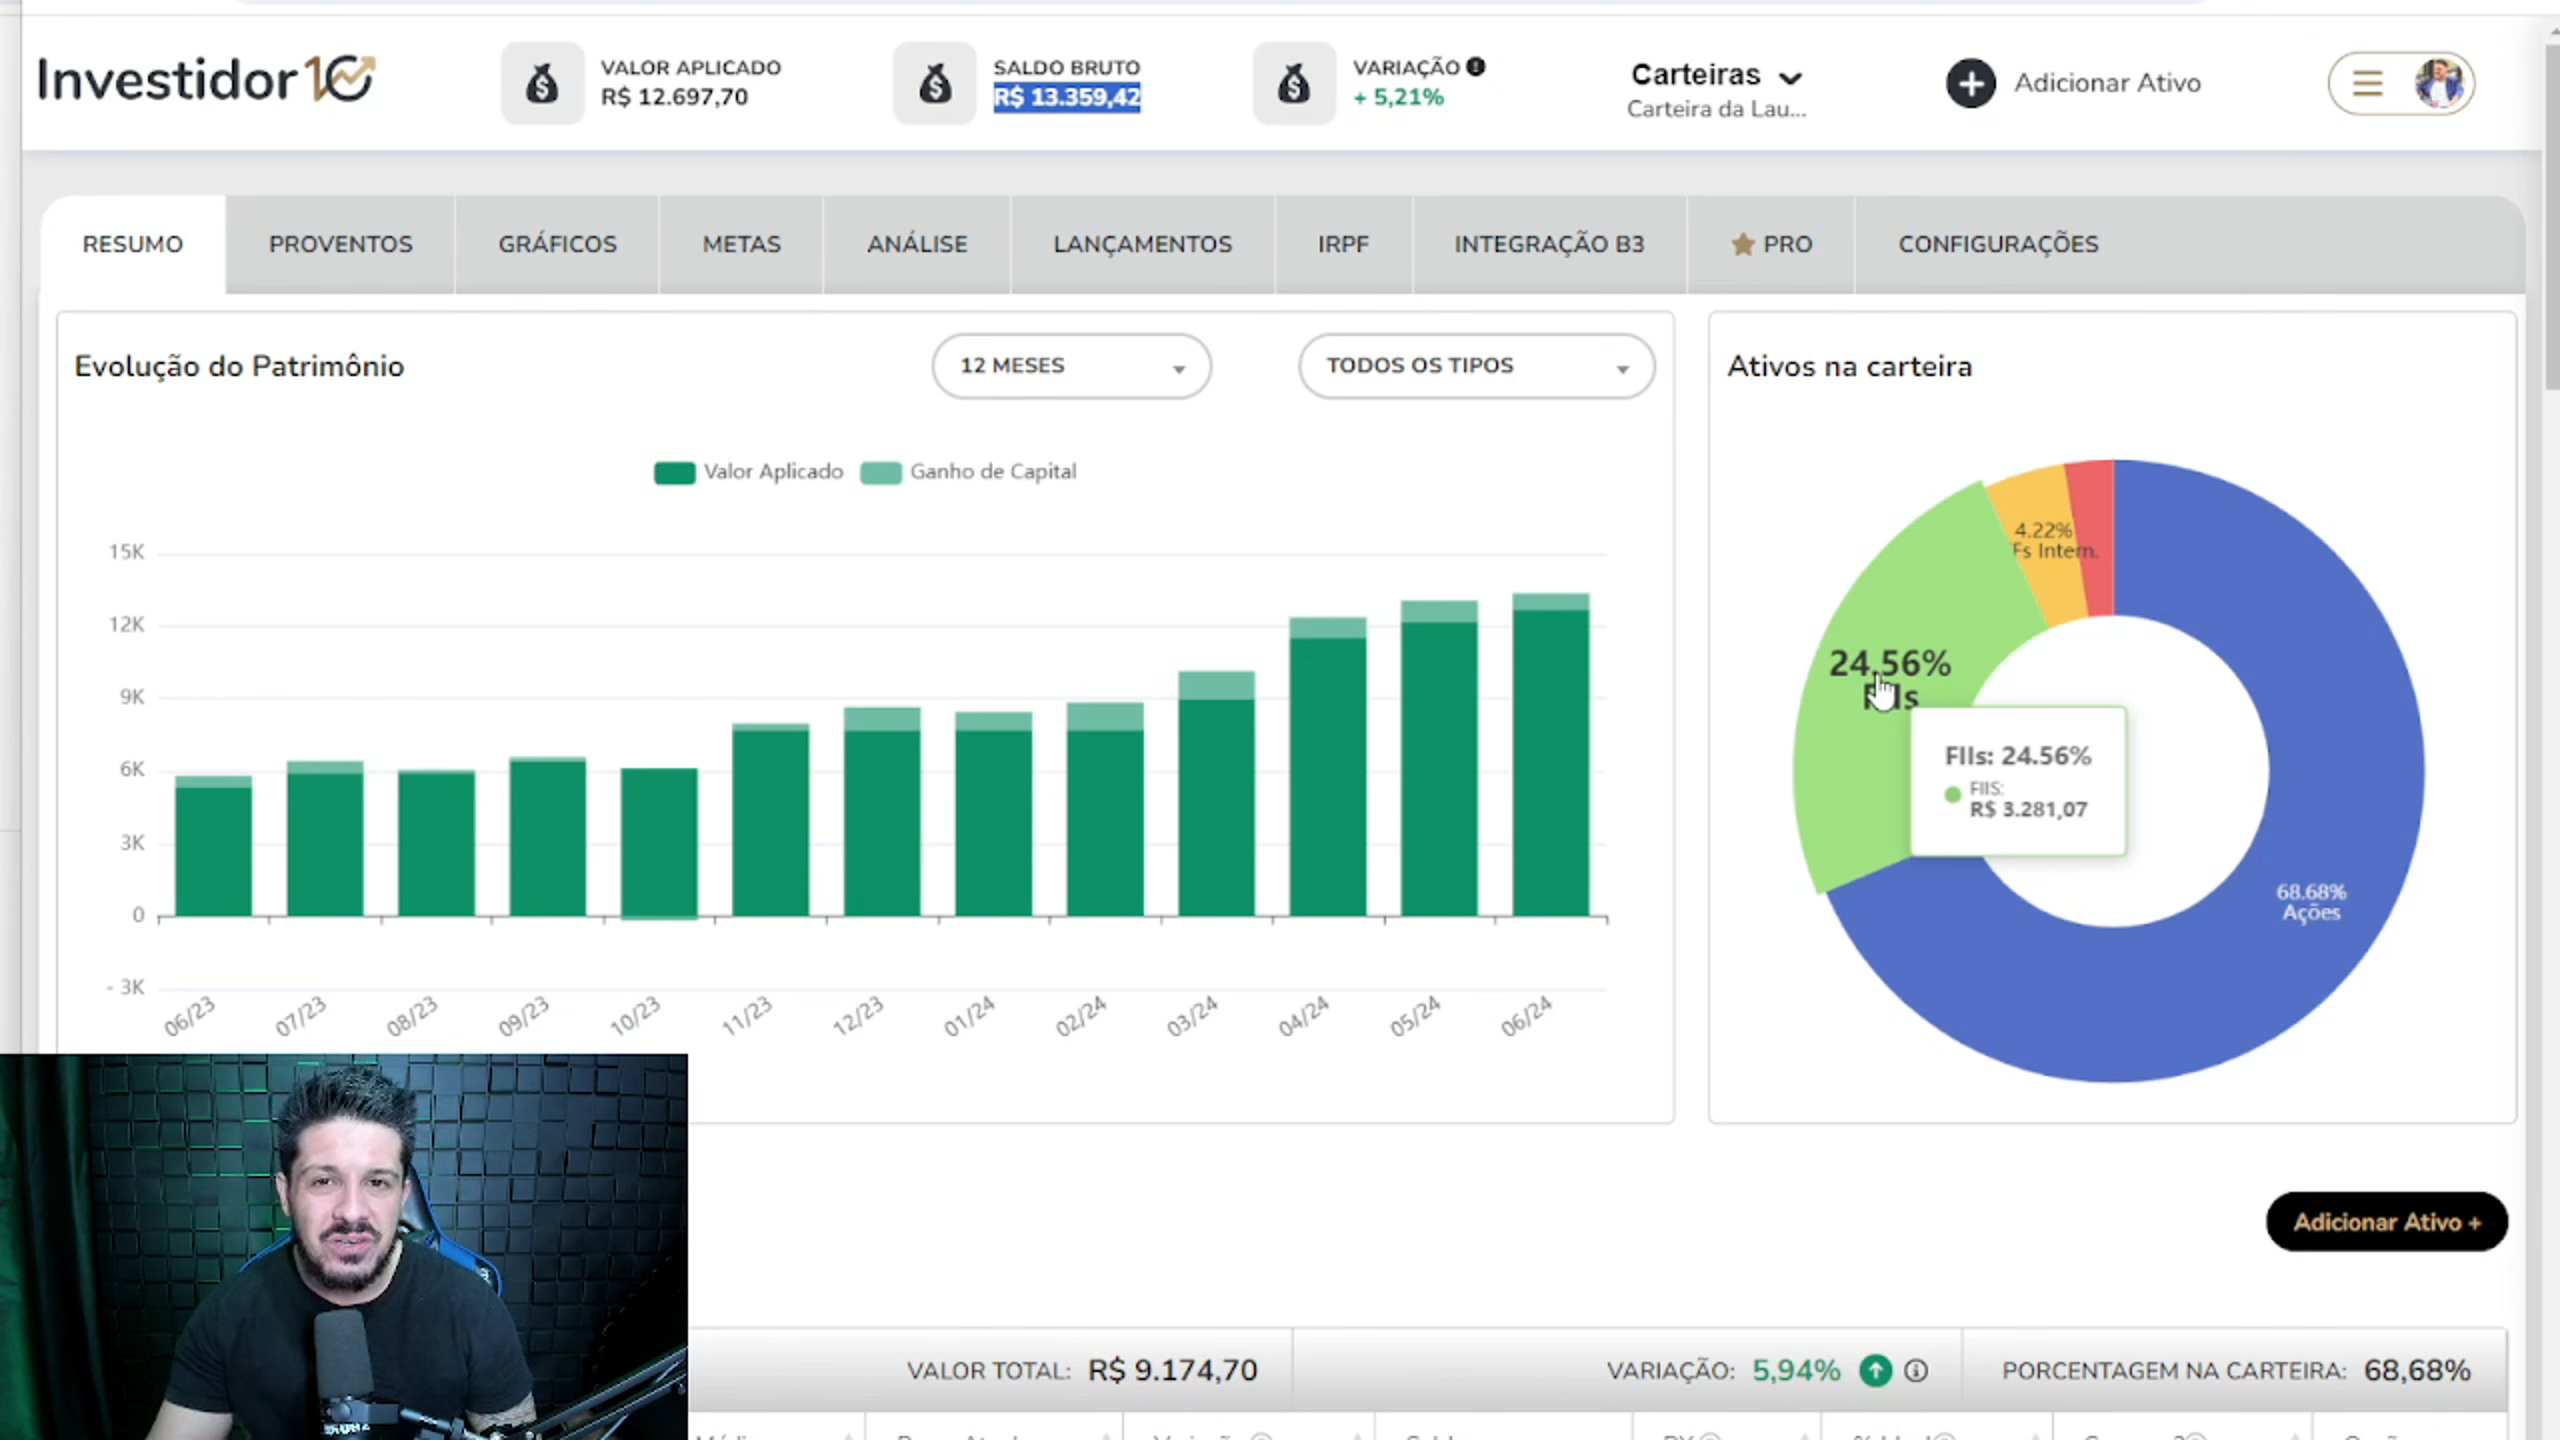 Investidor 10
VALOR APLICADO
R$ 12.697,70
SALDO BRUTO
R$ 13.359,42
VARIAÇÃO
+ 5,21%
Carteiras
Carteira da Lau...
Adicionar Ativo
RESUMO
PROVENTOS
GRÁFICOS
METAS
ANÁLISE
LANÇAMENTOS
IRPF
INTEGRAÇÃO B3
PRO
CONFIGURAÇÕES
Evolução do Patrimônio
12 MESES
TODOS OS TIPOS
Valor Aplicado
Ganho de Capital
15K
12K
9K
6K
3K
0
- 3K
06/23
07/23
08/23
09/23
10/23
11/23
12/23
01/24
02/24
03/24
04/24
05/24
06/24
Ativos na carteira
4.22%
Fs Intern.
24.56%
FIIs
FIIs: 24.56%
FIIS:
R$ 3.281,07
68.68%
Ações
Adicionar Ativo +
VALOR TOTAL: R$ 9.174,70
VARIAÇÃO: 5,94%
PORCENTAGEM NA CARTEIRA: 68,68%